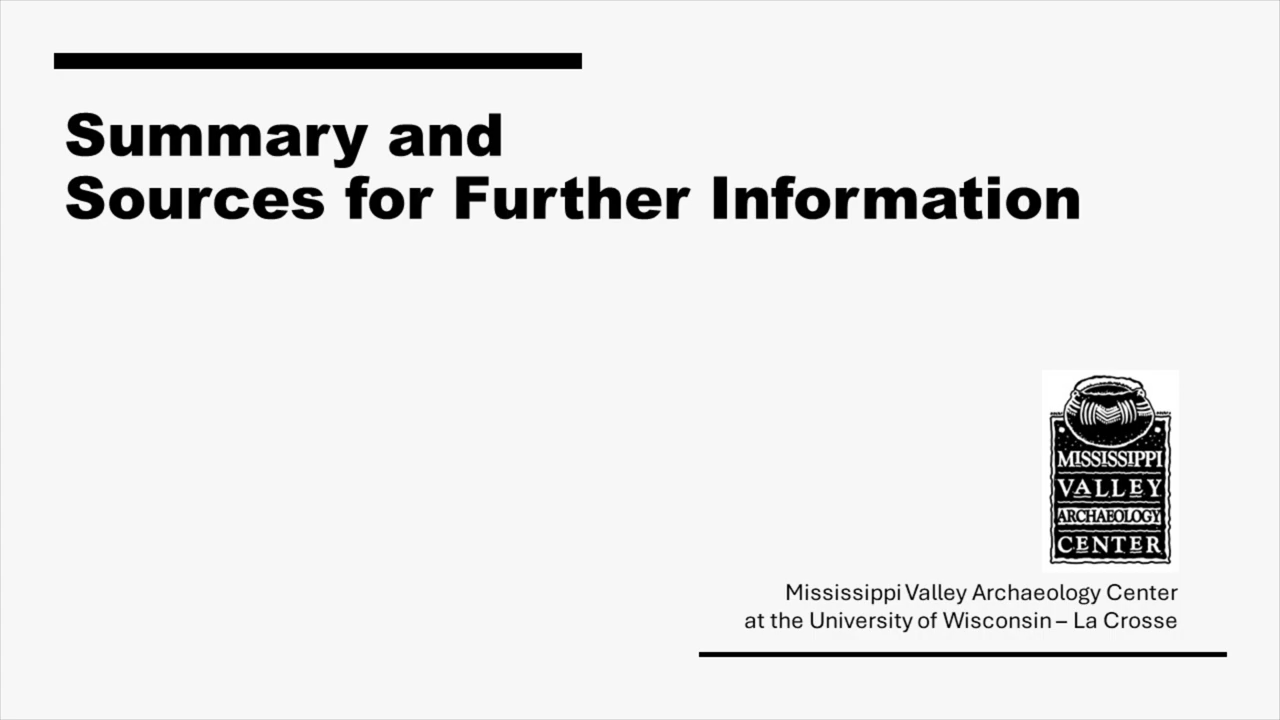 Summary and
Sources for Further Information
MISSISSIPPI
VALLEY
ARCHAEOLOGY
CENTER
Mississippi Valley Archaeology Center
at the University of Wisconsin – La Crosse